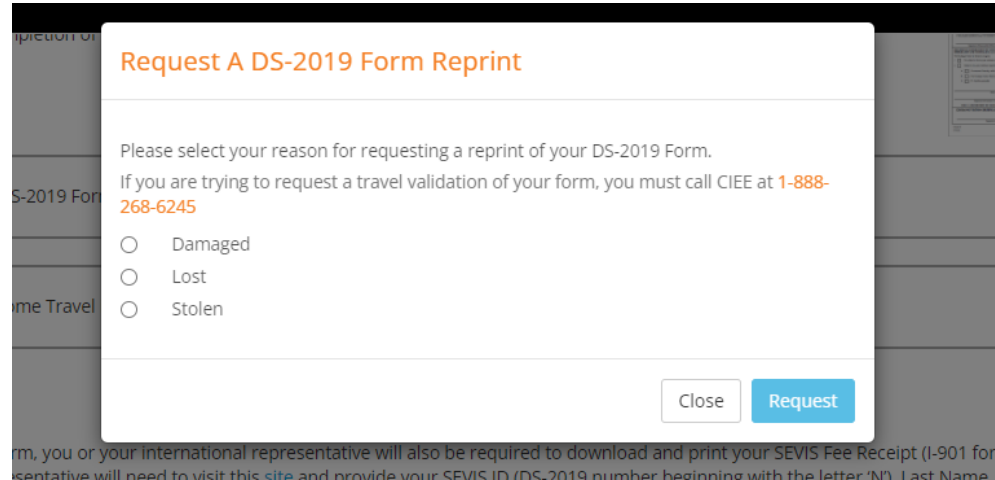 Request A DS-2019 Form Reprint
Please select your reason for requesting a reprint of your DS-2019 Form.
If you are trying to request a travel validation of your form, you must call CIEE at 1-888-
268-6245
S-2019 For
Damaged
Lost
ome Travel
Stolen
Close
Request
rm, you or your international representative will also be required to download and print your SEVIS Fee Receipt (I-901 for
esentative will need to visit this site and provide your SEVIS ID (DS-2019 number beginning with the letter 'N'), Last Name